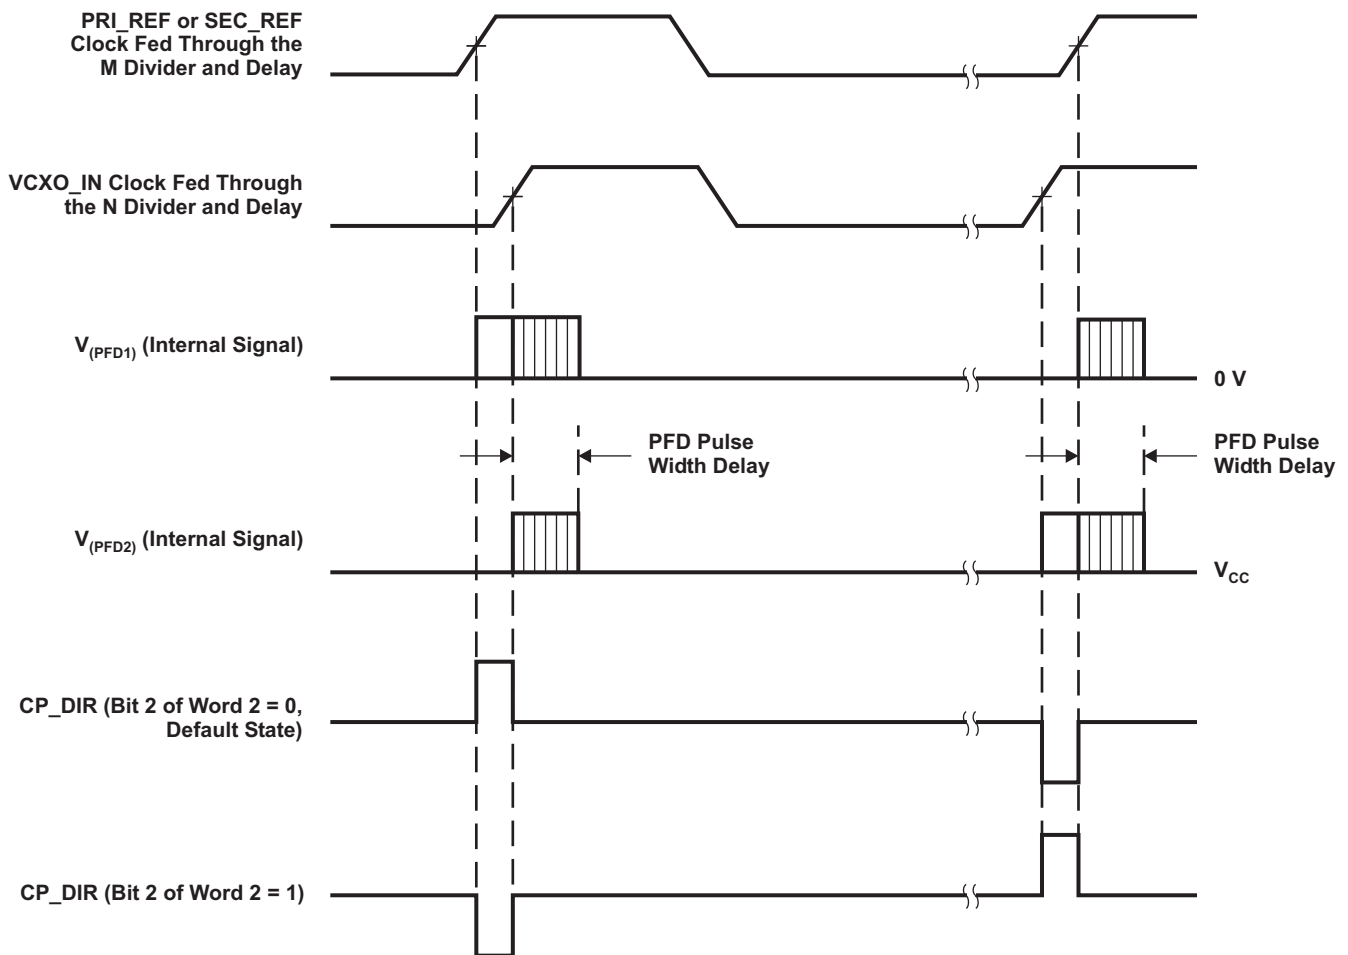 PRI_REF or SEC_REF
Clock Fed Through the
M Divider and Delay
VCXO_IN Clock Fed Through
the N Divider and Delay
V(PFD1) (Internal Signal)
0 V
PFD Pulse
Width Delay
PFD Pulse
Width Delay
V(PFD2) (Internal Signal)
VCC
CP_DIR (Bit 2 of Word 2 = 0,
Default State)
CP_DIR (Bit 2 of Word 2 = 1)